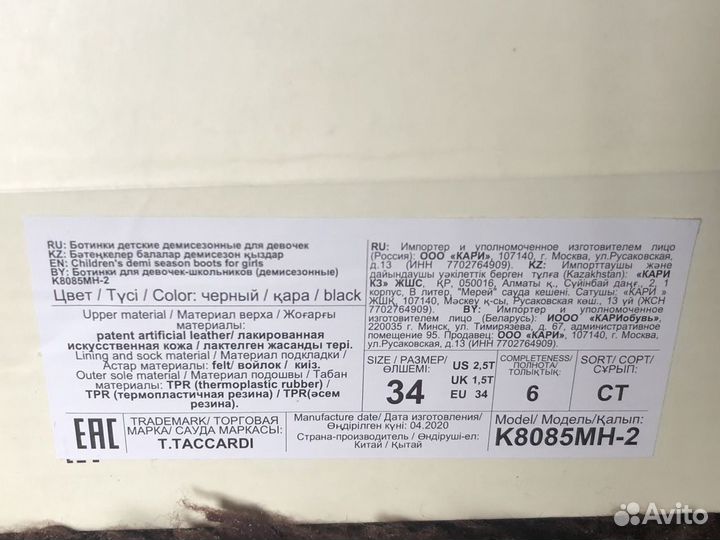 RU: Ботинки детские демисезонные для девочек
KZ: Бәтеңкелер балалар демисезон қыздар
EN: Children's demi season boots for girls
BY: Ботинки для девочек-школьников (демисезонные)
K8085MH-2
Цвет / Түсі / Color: черный / қара / black
Upper material / Материал верха / Жоғарғы
материалы:
patent artificial leather/ лакированная
искусственная кожа / лактелген жасанды тері.
Lining and sock material / Материал подкладки /
Астар материалы: felt/ войлок / киіз.
Outer sole material / Материал подошвы / Табан
материалы: TPR (thermoplastic rubber) /
TPR (термопластичная резина) / TPR(әсем
резина).
RU: Импортер и уполномоченное изготовителем лицо
(Россия): ООО «КАРИ», 107140, г. Москва, ул.Русаковская,
д.13 (ИНН 7702764909). KZ: Импорттаушы және
дайындаушы уәкілеттік берген тұлға (Kazakhstan): «КАРИ
КЗ» ЖШС, КР, 050016, Алматы қ., Сүйінбай даңғ., 2, 1
корпус, В литер, "Мерей" сауда кешені. Сатушы: «КАРИ »
ЖШҚ, 107140, Мәскеу қ-сы, Русаковская көш., 13 үй (ЖСН
7702764909). BY: Импортер и уполномоченное
изготовителем лицо (Беларусь): ИООО «КАРИобувь»,
220035 г. Минск, ул. Тимирязева, д. 67, административное
помещение 95. Продавец: ООО «КАРИ», 107140, г. Москва,
ул.Русаковская, д.13 (ИНН 7702764909).
SIZE / РАЗМЕР/
ӨЛШЕМІ:
34
US 2,5T
UK 1,5T
EU 34
COMPLETENESS/
ПОЛНОТА/
ТОЛЫҚТЫҚ:
6
SORT/ СОРТ/
СҰРЫП:
СТ
EAC
TRADEMARK/ ТОРГОВАЯ
МАРКА/ САУДА МАРКАСЫ:
T.TACCARDI
Manufacture date/ Дата изготовления/
Өндірілген күні: 04.2020
Страна-производитель / Өндіруші-ел:
Китай / Қытай
Model/ Модель/Қалып:
K8085MH-2
Avito